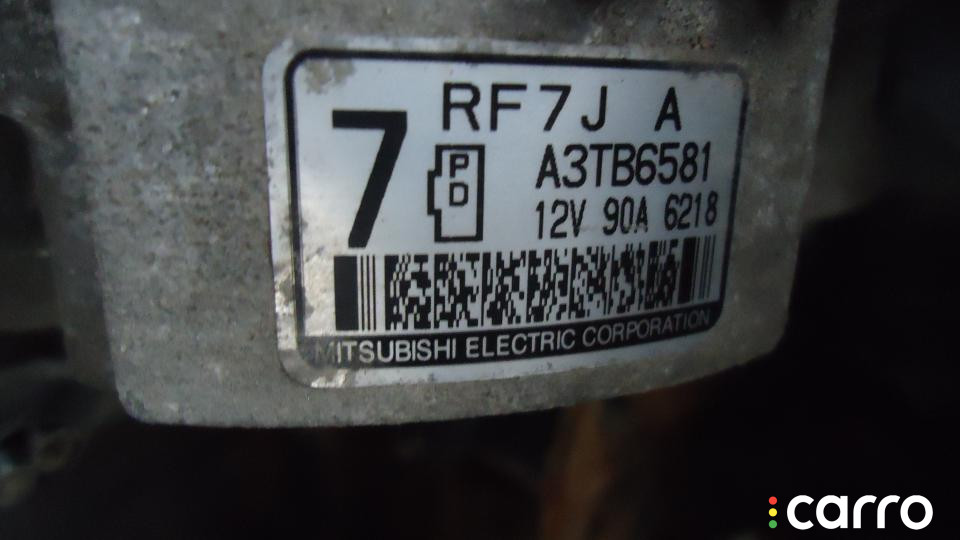 RF7J A
7
P
D
A3TB6581
12V 90A 6218
MITSUBISHI ELECTRIC CORPORATION
carro